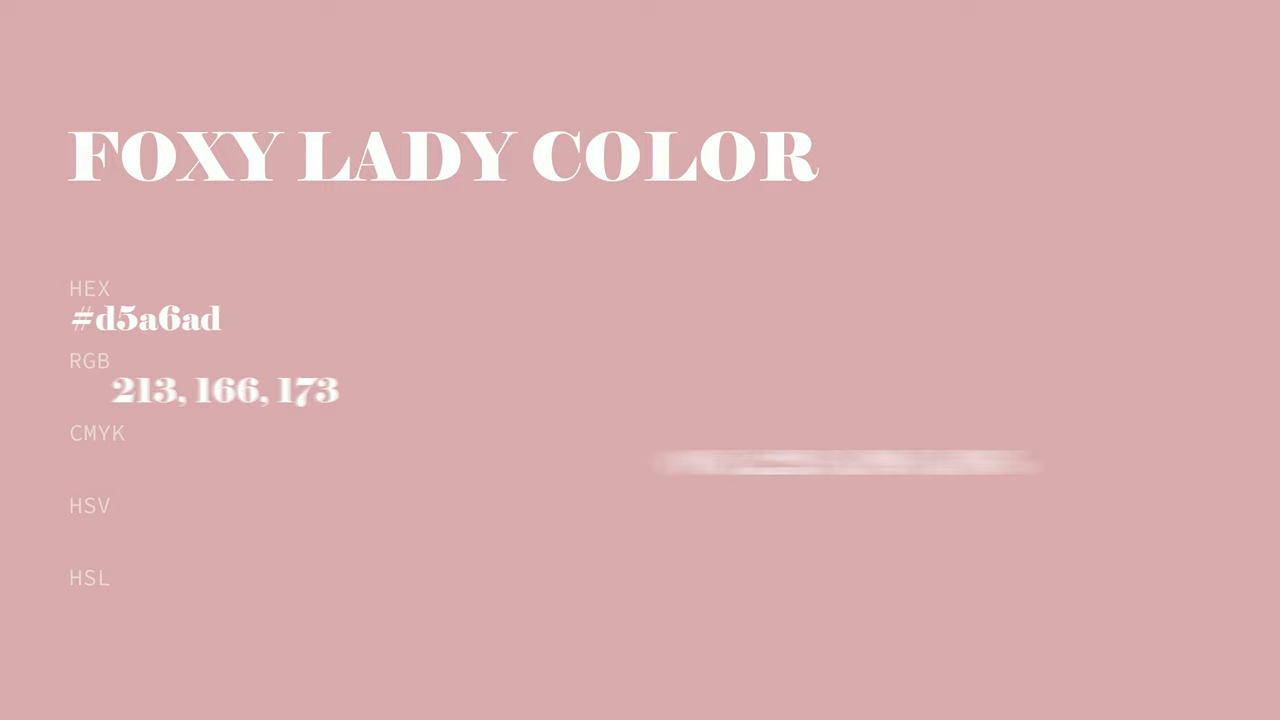 FOXY LADY COLOR
HEX
#d5a6ad
RGB
213, 166, 173
CMYK
HSV
HSL